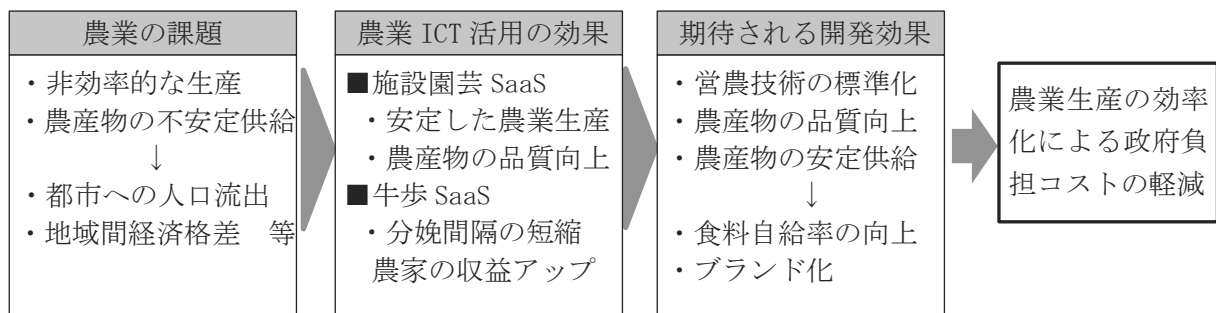 農業の課題
・非効率的な生産
・農産物の不安定供給
↓
・都市への人口流出
・地域間経済格差　等
農業 ICT 活用の効果
■施設園芸 SaaS
・安定した農業生産
・農産物の品質向上
■牛歩 SaaS
・分娩間隔の短縮
農家の収益アップ
期待される開発効果
・営農技術の標準化
・農産物の品質向上
・農産物の安定供給
↓
・食料自給率の向上
・ブランド化
農業生産の効率
化による政府負
担コストの軽減